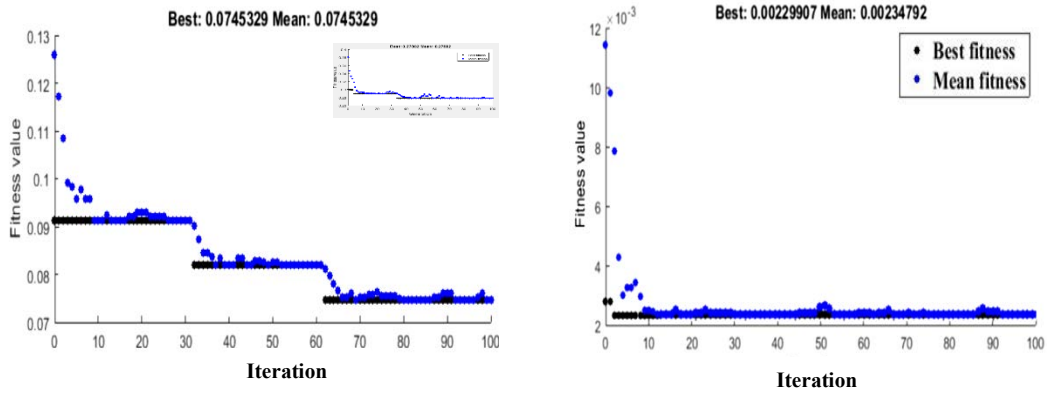 Best: 0.0745329 Mean: 0.0745329
0.13
0.12
0.11
0.1
0.09
0.08
0.07
Fitness value
0 10 20 30 40 50 60 70 80 90 100
Iteration
Best: 0.00229907 Mean: 0.00234792
×10⁻³
12
10
8
6
4
2
Fitness value
Best fitness
Mean fitness
0 10 20 30 40 50 60 70 80 90 100
Iteration